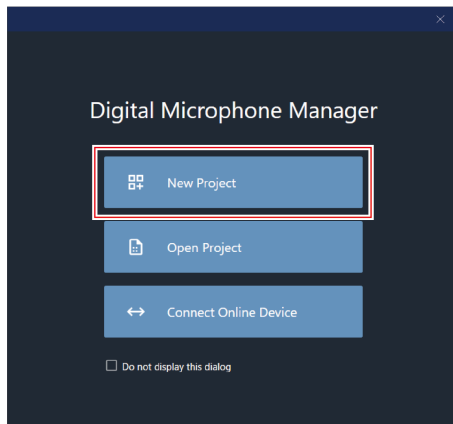 Digital Microphone Manager
New Project
Open Project
Connect Online Device
Do not display this dialog